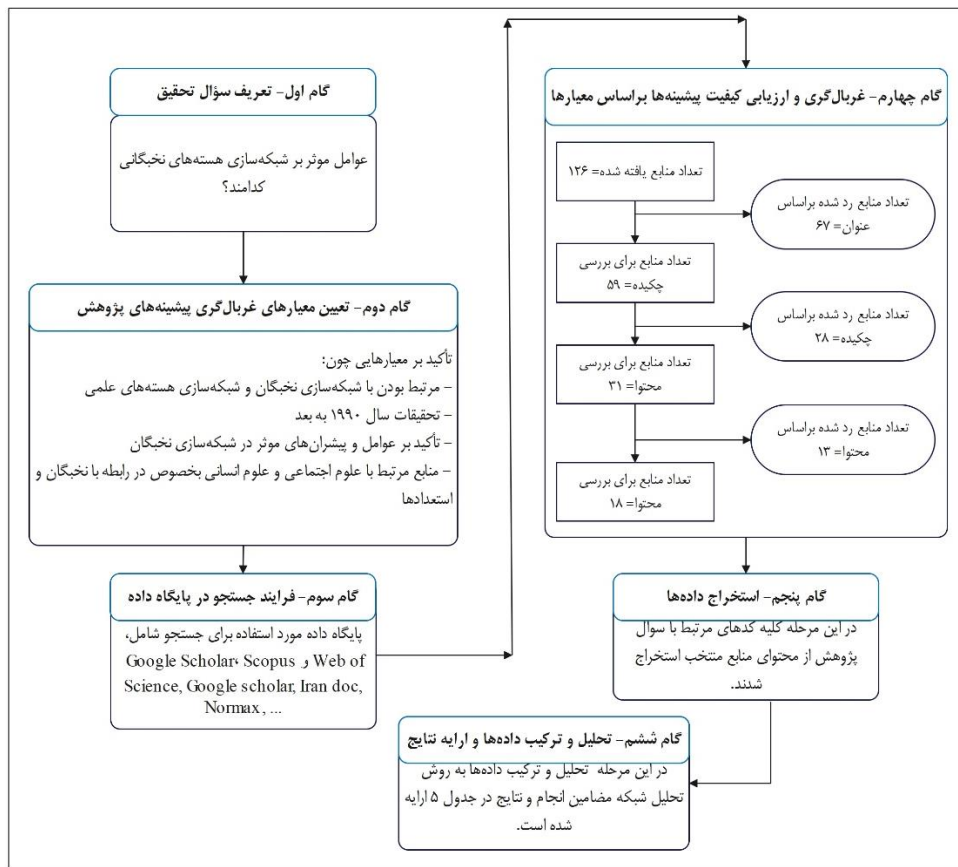 گام اول- تعریف سؤال تحقیق
عوامل موثر بر شبکه‌سازی هسته‌های نخبگانی
کدامند؟
گام دوم- تعیین معیارهای غربال‌گری پیشینه‌های پژوهش
تأکید بر معیارهایی چون:
- مرتبط بودن با شبکه‌سازی نخبگان و شبکه‌سازی هسته‌های علمی
- تحقیقات سال ۱۹۹۰ به بعد
- تأکید بر عوامل و پیشران‌های موثر در شبکه‌سازی نخبگان
- منابع مرتبط با علوم اجتماعی و علوم انسانی بخصوص در رابطه با نخبگان و
استعدادها
گام سوم- فرایند جستجو در پایگاه داده
پایگاه داده مورد استفاده برای جستجو شامل،
Google Scholar، Scopus و Web of
Science, Google scholar, Iran doc,
Normax , ...
گام چهارم- غربال‌گری و ارزیابی کیفیت پیشینه‌ها براساس معیارها
تعداد منابع یافته شده= ۱۲۶
تعداد منابع رد شده براساس
عنوان= ۶۷
تعداد منابع برای بررسی
چکیده= ۵۹
تعداد منابع رد شده براساس
چکیده= ۲۸
تعداد منابع برای بررسی
محتوا= ۳۱
تعداد منابع رد شده براساس
محتوا= ۱۳
تعداد منابع برای بررسی
محتوا= ۱۸
گام پنجم- استخراج داده‌ها
در این مرحله کلیه کدهای مرتبط با سوال
پژوهش از محتوای منابع منتخب استخراج
شدند.
گام ششم- تحلیل و ترکیب داده‌ها و ارایه نتایج
در این مرحله تحلیل و ترکیب داده‌ها به روش
تحلیل شبکه مضامین انجام و نتایج در جدول ۵ ارایه
شده است.